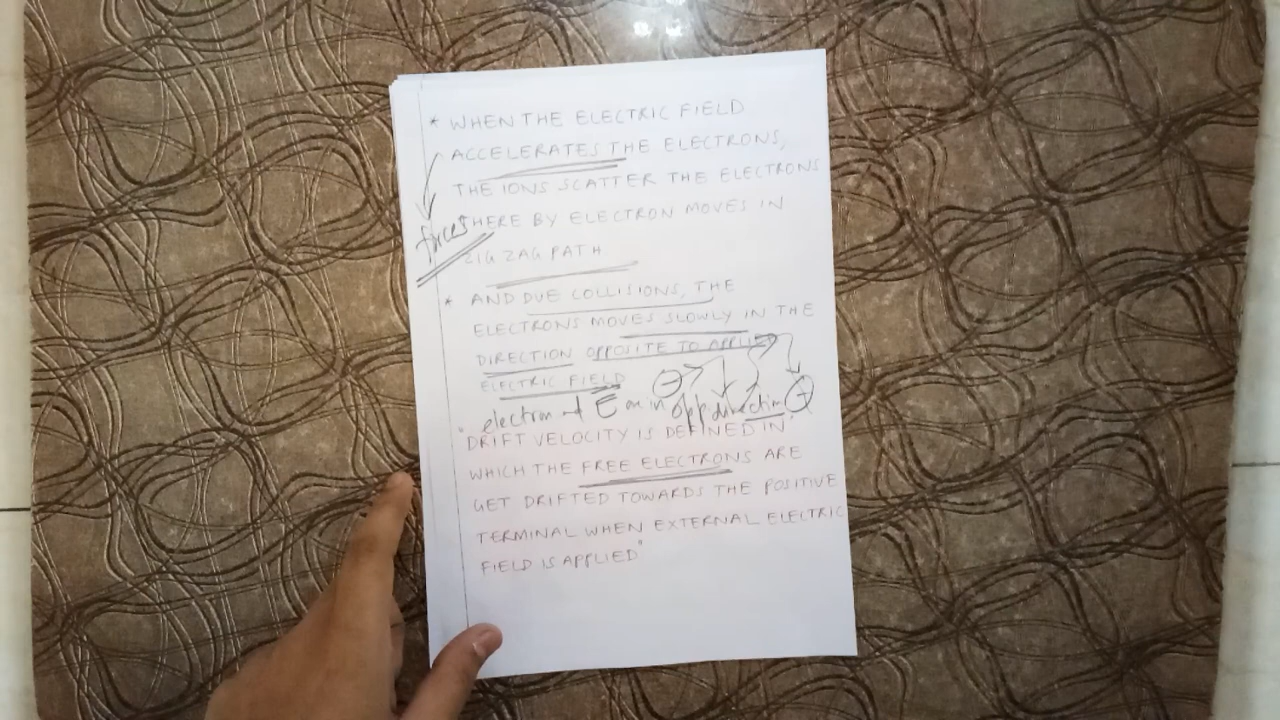 * WHEN THE ELECTRIC FIELD
ACCELERATES THE ELECTRONS,
THE IONS SCATTER THE ELECTRONS
forces THERE BY ELECTRON MOVES IN
ZIG ZAG PATH
* AND DUE COLLISIONS, THE
ELECTRONS MOVES SLOWLY IN THE
DIRECTION OPPOSITE TO APPLIED
ELECTRIC FIELD
electron and E are in opp direction
"DRIFT VELOCITY IS DEFINED IN
WHICH THE FREE ELECTRONS ARE
GET DRIFTED TOWARDS THE POSITIVE
TERMINAL WHEN EXTERNAL ELECTRIC
FIELD IS APPLIED"